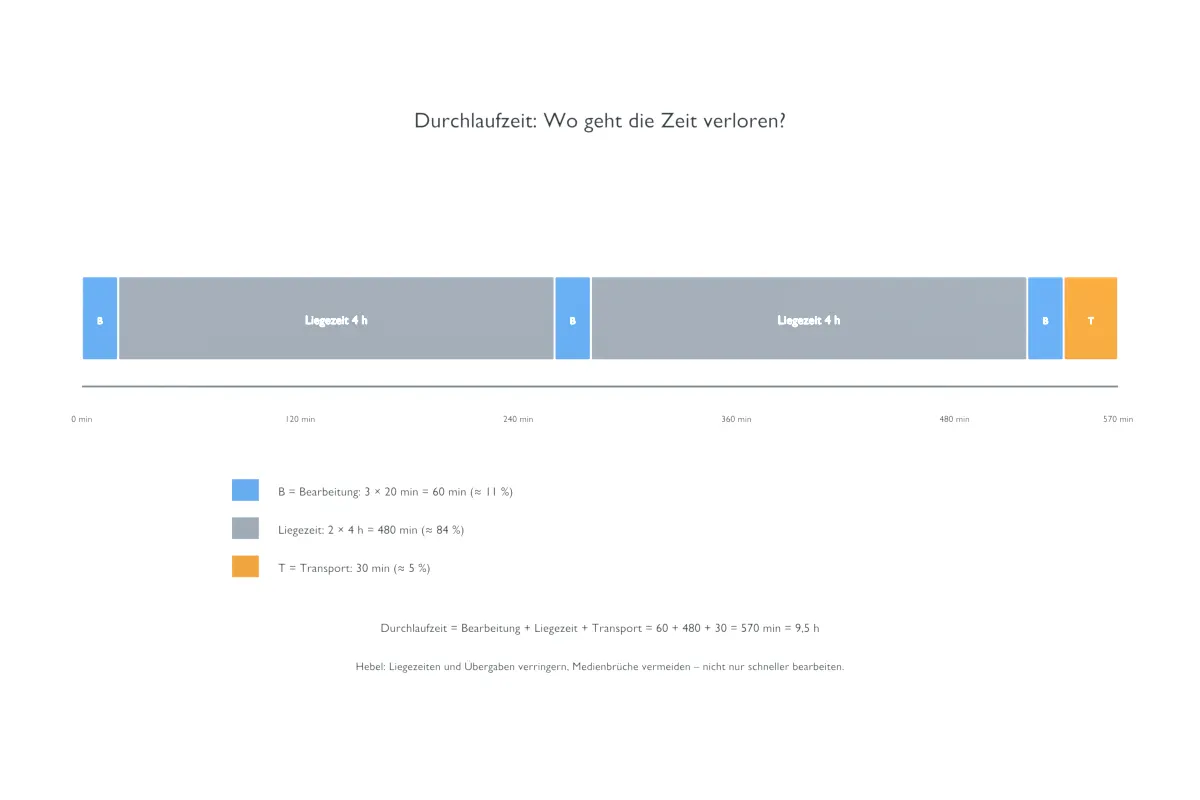 Durchlaufzeit: Wo geht die Zeit verloren?
B Liegezeit 4 h B Liegezeit 4 h B T
0 min 120 min 240 min 360 min 480 min 570 min
B = Bearbeitung: 3 × 20 min = 60 min (≈ 11 %)
Liegezeit: 2 × 4 h = 480 min (≈ 84 %)
T = Transport: 30 min (≈ 5 %)
Durchlaufzeit = Bearbeitung + Liegezeit + Transport = 60 + 480 + 30 = 570 min = 9,5 h
Hebel: Liegezeiten und Übergaben verringern, Medienbrüche vermeiden – nicht nur schneller bearbeiten.